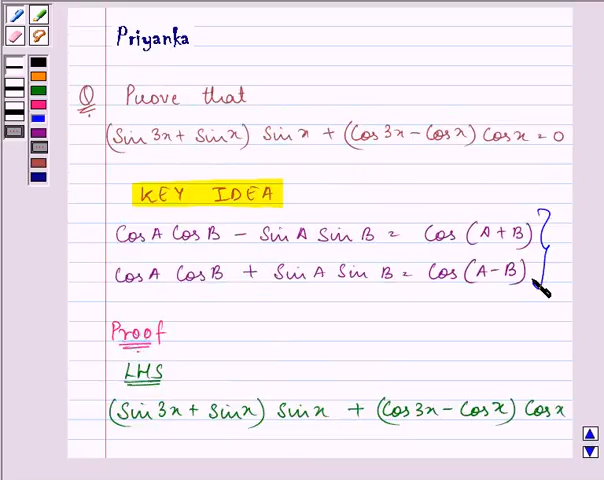 Priyanka
Q Prove that
(Sin 3x + Sin x) Sin x + (Cos 3x - Cos x) Cos x = 0
KEY IDEA
Cos A Cos B - Sin A Sin B = Cos (A + B)
Cos A Cos B + Sin A Sin B = Cos (A - B)
Proof
LHS
(Sin 3x + Sin x) Sin x + (Cos 3x - Cos x) Cos x